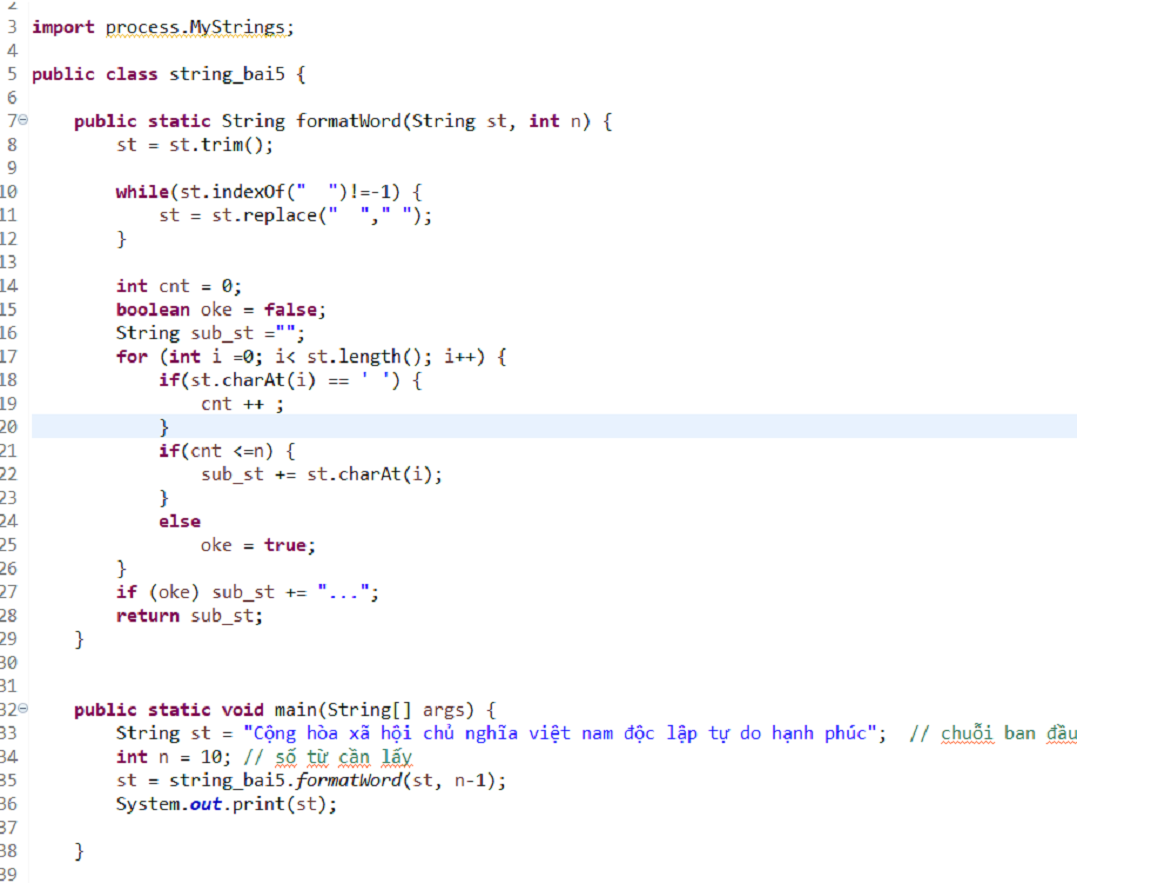 2
3 import process.MyStrings;
4
5 public class string_bai5 {
6
7 public static String formatWord(String st, int n) {
8 st = st.trim();
9
10 while(st.indexOf("  ")!=-1) {
11 st = st.replace("  "," ");
12 }
13
14 int cnt = 0;
15 boolean oke = false;
16 String sub_st ="";
17 for (int i =0; i< st.length(); i++) {
18 if(st.charAt(i) == ' ') {
19 cnt ++ ;
20 }
21 if(cnt <=n) {
22 sub_st += st.charAt(i);
23 }
24 else
25 oke = true;
26 }
27 if (oke) sub_st += "...";
28 return sub_st;
29 }
30
31
32 public static void main(String[] args) {
33 String st = "Cộng hòa xã hội chủ nghĩa việt nam độc lập tự do hạnh phúc"; // chuỗi ban đầu
34 int n = 10; // số từ cần lấy
35 st = string_bai5.formatWord(st, n-1);
36 System.out.print(st);
37
38 }
39